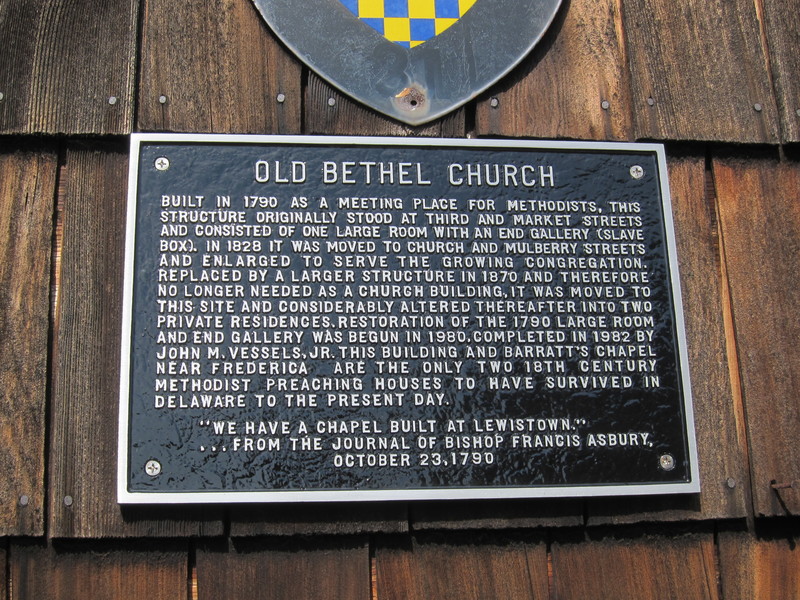 OLD BETHEL CHURCH
BUILT IN 1790 AS A MEETING PLACE FOR METHODISTS, THIS
STRUCTURE ORIGINALLY STOOD AT THIRD AND MARKET STREETS
AND CONSISTED OF ONE LARGE ROOM WITH AN END GALLERY (SLAVE
BOX). IN 1828 IT WAS MOVED TO CHURCH AND MULBERRY STREETS
AND ENLARGED TO SERVE THE GROWING CONGREGATION.
REPLACED BY A LARGER STRUCTURE IN 1870 AND THEREFORE
NO LONGER NEEDED AS A CHURCH BUILDING, IT WAS MOVED TO
THIS SITE AND CONSIDERABLY ALTERED THEREAFTER INTO TWO
PRIVATE RESIDENCES. RESTORATION OF THE 1790 LARGE ROOM
AND END GALLERY WAS BEGUN IN 1980. COMPLETED IN 1982 BY
JOHN M. VESSELS, JR. THIS BUILDING AND BARRATT'S CHAPEL
NEAR FREDERICA ARE THE ONLY TWO 18TH CENTURY
METHODIST PREACHING HOUSES TO HAVE SURVIVED IN
DELAWARE TO THE PRESENT DAY.
"WE HAVE A CHAPEL BUILT AT LEWISTOWN."
...FROM THE JOURNAL OF BISHOP FRANCIS ASBURY,
OCTOBER 23, 1790